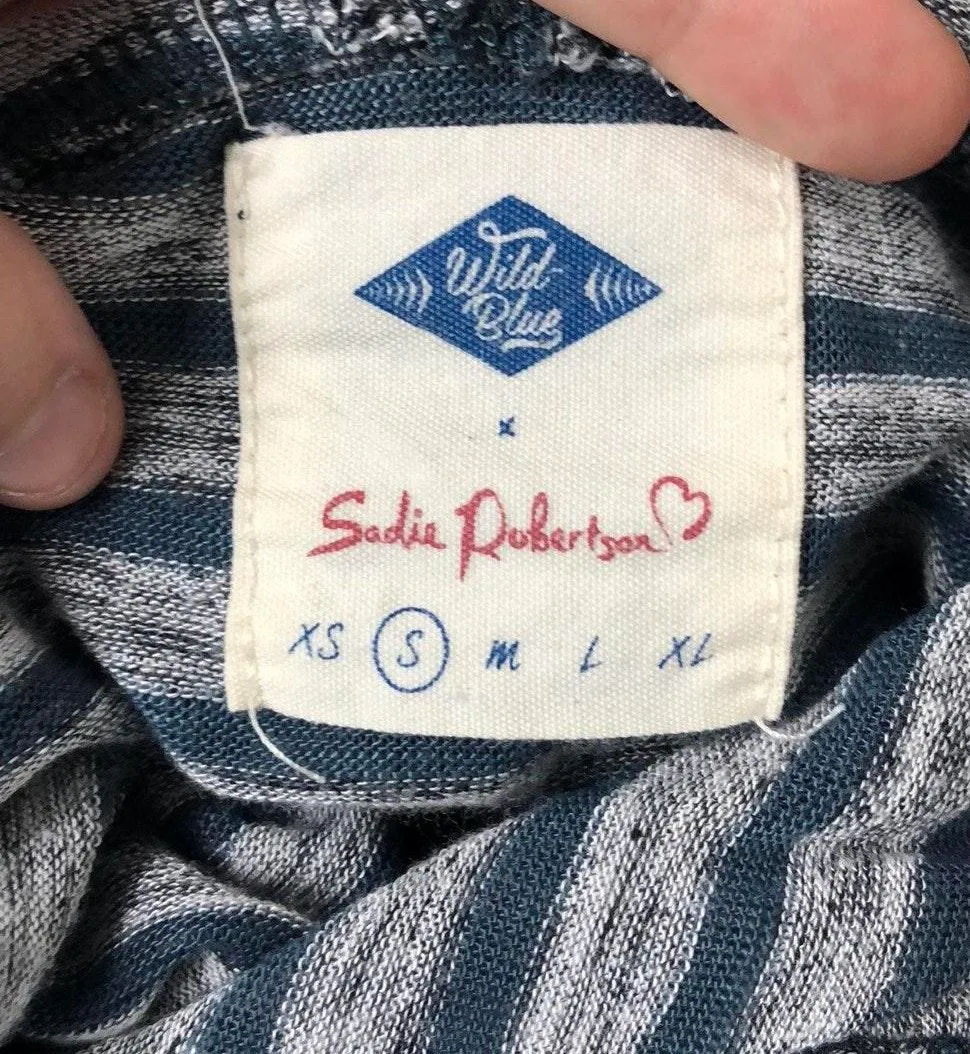 Wild
Blue
x
Sadie Robertson
XS S M L XL